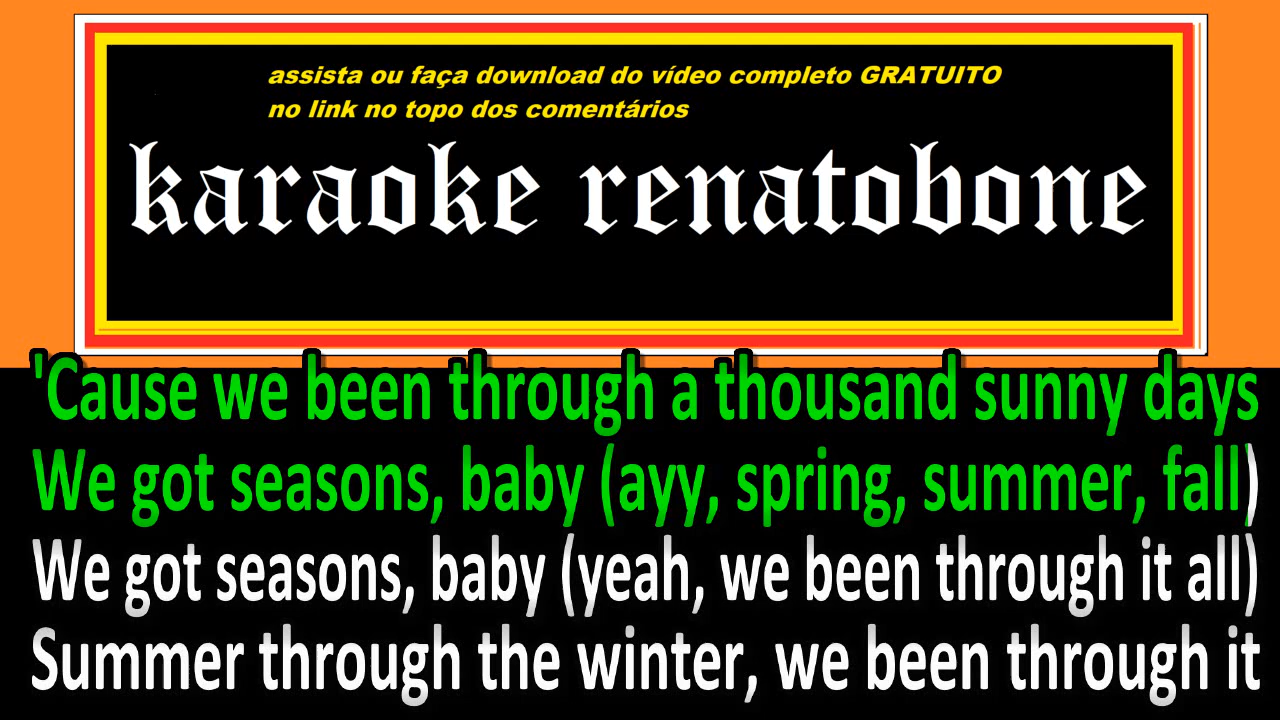 assista ou faça download do vídeo completo GRATUITO
no link no topo dos comentários
karaoke renatobone
'Cause we been through a thousand sunny days
We got seasons, baby (ayy, spring, summer, fall)
We got seasons, baby (yeah, we been through it all)
Summer through the winter, we been through it